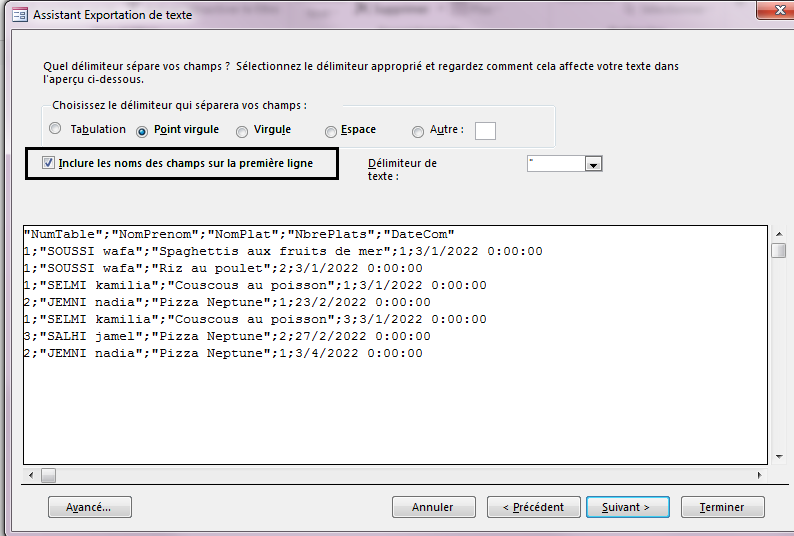 Assistant Exportation de texte
Quel délimiteur sépare vos champs ? Sélectionnez le délimiteur approprié et regardez comment cela affecte votre texte dans
l'aperçu ci-dessous.
Choisissez le délimiteur qui séparera vos champs :
Tabulation Point virgule Virgule Espace Autre :
Inclure les noms des champs sur la première ligne
Délimiteur de
texte : "
"NumTable";"NomPrenom";"NomPlat";"NbrePlats";"DateCom"
1;"SOUSSI wafa";"Spaghettis aux fruits de mer";1;3/1/2022 0:00:00
1;"SOUSSI wafa";"Riz au poulet";2;3/1/2022 0:00:00
1;"SELMI kamilia";"Couscous au poisson";1;3/1/2022 0:00:00
2;"JEMNI nadia";"Pizza Neptune";1;23/2/2022 0:00:00
1;"SELMI kamilia";"Couscous au poisson";3;3/1/2022 0:00:00
3;"SALHI jamel";"Pizza Neptune";2;27/2/2022 0:00:00
2;"JEMNI nadia";"Pizza Neptune";1;3/4/2022 0:00:00
Avancé... Annuler < Précédent Suivant > Terminer